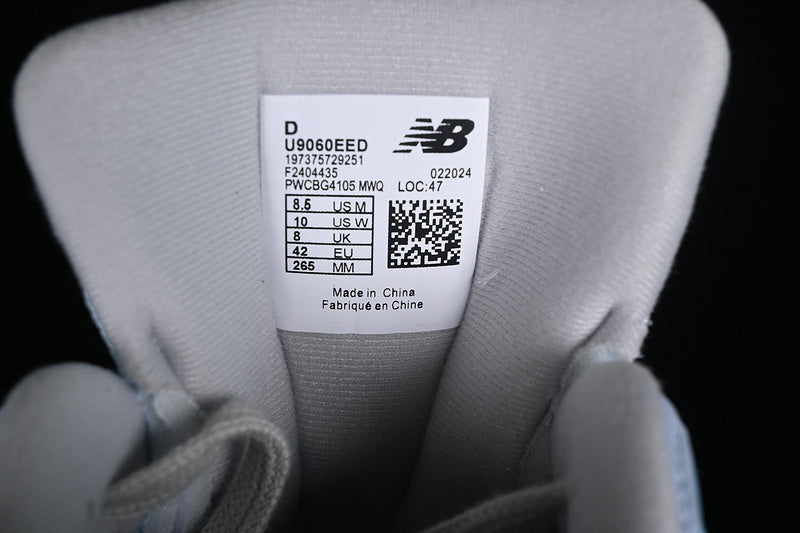 D
U9060EED
NB
197375729251
F2404435 022024
PWCBG4105 MWQ LOC:47
8.5 US M
10 US W
8 UK
42 EU
265 MM
Made in China
Fabriqué en Chine